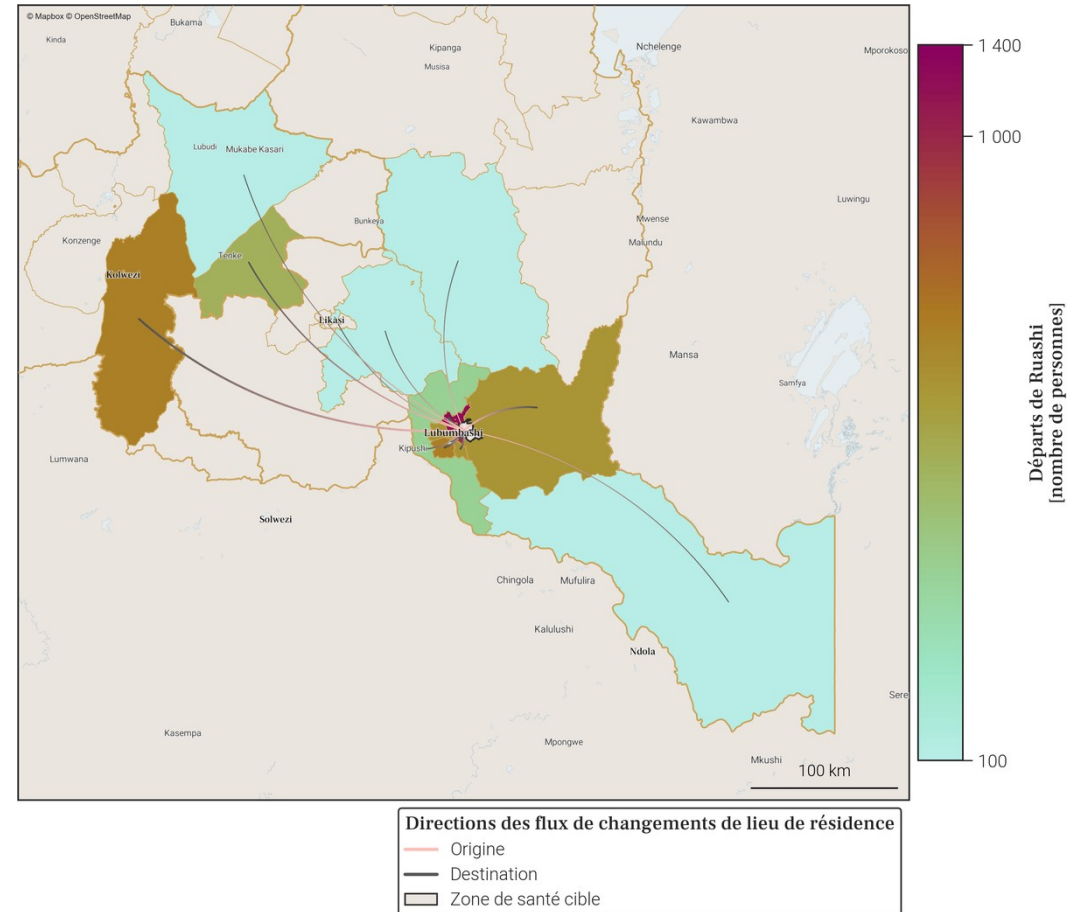 © Mapbox © OpenStreetMap
Bukama
Kinda
Kipanga
Nchelenge
Mporokoso
Musisa
Kawambwa
Lubudi
Mukabe Kasari
Luwingu
Bunkeya
Mwense
Konzenge
Malundu
Tenke
Kolwezi
Likasi
Mansa
Samfya
Lubumbashi
Kipushi
Lumwana
Solwezi
Chingola
Mufulira
Kalulushi
Ndola
Sere
Kasempa
Mpongwe
Mkushi
100 km
1 400
1 000
100
Départs de Ruashi
[nombre de personnes]
Directions des flux de changements de lieu de résidence
Origine
Destination
Zone de santé cible